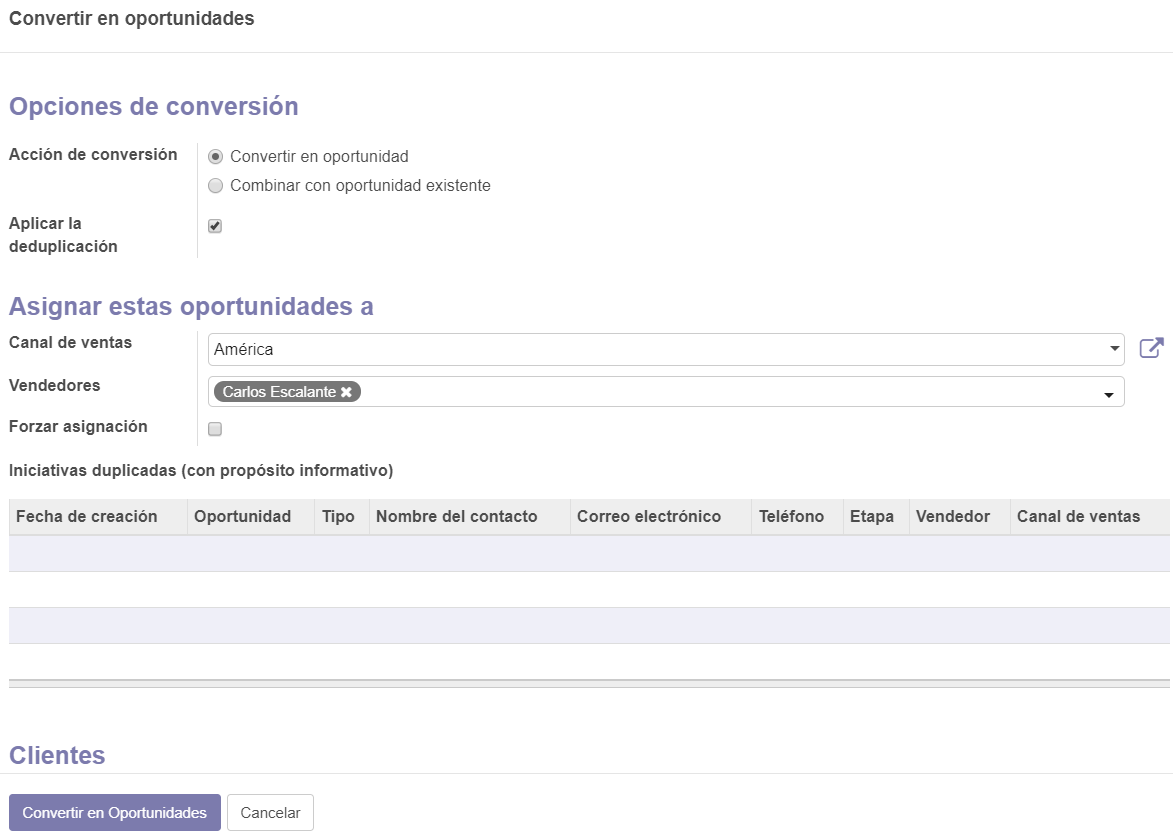 Convertir en oportunidades
Opciones de conversión
Acción de conversión
Convertir en oportunidad
Combinar con oportunidad existente
Aplicar la
deduplicación
Asignar estas oportunidades a
Canal de ventas
América
Vendedores
Carlos Escalante
Forzar asignación
Iniciativas duplicadas (con propósito informativo)
Fecha de creación Oportunidad Tipo Nombre del contacto Correo electrónico Teléfono Etapa Vendedor Canal de ventas
Clientes
Convertir en Oportunidades Cancelar